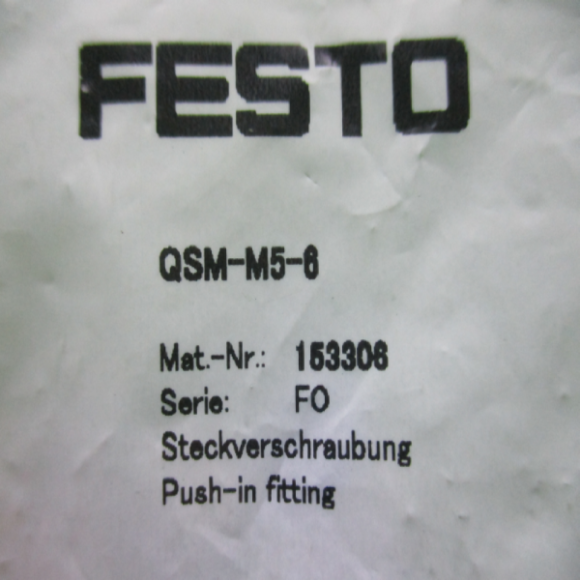 FESTO
QSM-M5-6
Mat.-Nr.: 153306
Serie: FO
Steckverschraubung
Push-in fitting